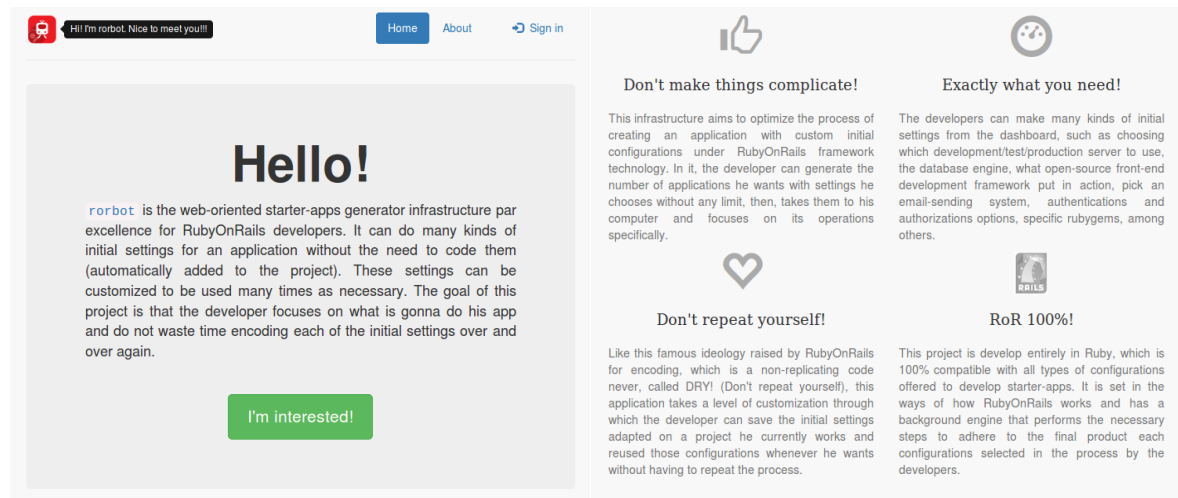 Hi! I'm rorbot. Nice to meet you!!!
Home
About
Sign in
Hello!
rorbot is the web-oriented starter-apps generator infrastructure par
excellence for RubyOnRails developers. It can do many kinds of
initial settings for an application without the need to code them
(automatically added to the project). These settings can be
customized to be used many times as necessary. The goal of this
project is that the developer focuses on what is gonna do his app
and do not waste time encoding each of the initial settings over and
over again.
I'm interested!
Don't make things complicate!
This infrastructure aims to optimize the process of
creating an application with custom initial
configurations under RubyOnRails framework
technology. In it, the developer can generate the
number of applications he wants with settings he
chooses without any limit, then, takes them to his
computer and focuses on its operations
specifically.
Exactly what you need!
The developers can make many kinds of initial
settings from the dashboard, such as choosing
which development/test/production server to use,
the database engine, what open-source front-end
development framework put in action, pick an
email-sending system, authentications and
authorizations options, specific rubygems, among
others.
Don't repeat yourself!
Like this famous ideology raised by RubyOnRails
for encoding, which is a non-replicating code
never, called DRY! (Don't repeat yourself), this
application takes a level of customization through
which the developer can save the initial settings
adapted on a project he currently works and
reused those configurations whenever he wants
without having to repeat the process.
RAILS
RoR 100%!
This project is develop entirely in Ruby, which is
100% compatible with all types of configurations
offered to develop starter-apps. It is set in the
ways of how RubyOnRails works and has a
background engine that performs the necessary
steps to adhere to the final product each
configurations selected in the process by the
developers.